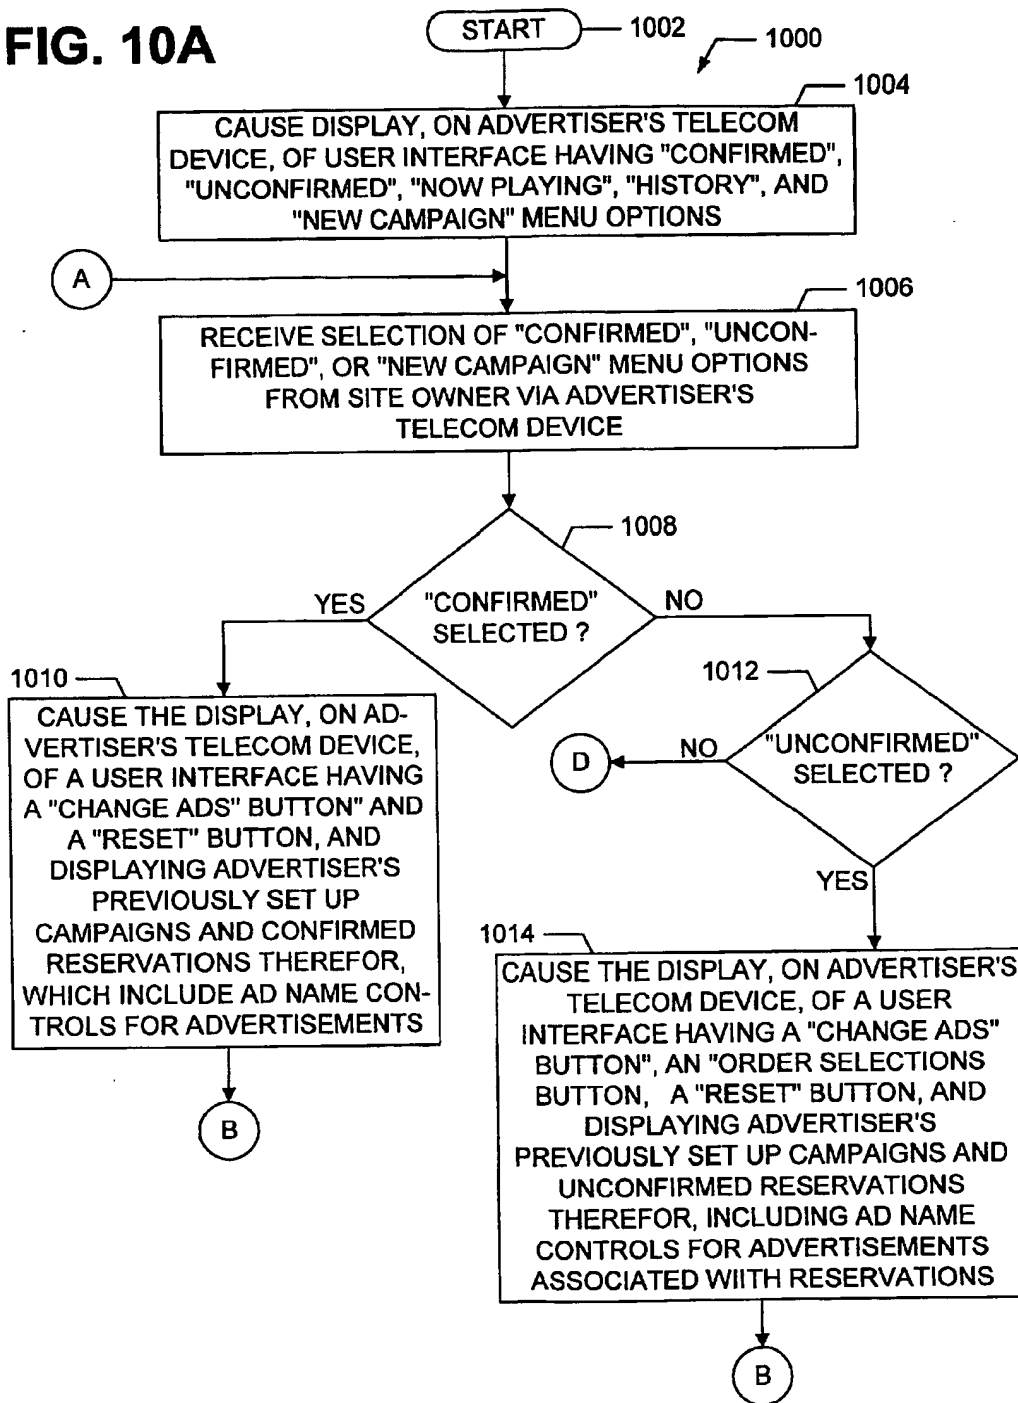 FIG. 10A
START
1002
1000
1004
CAUSE DISPLAY, ON ADVERTISER'S TELECOM
DEVICE, OF USER INTERFACE HAVING "CONFIRMED",
"UNCONFIRMED", "NOW PLAYING", "HISTORY", AND
"NEW CAMPAIGN" MENU OPTIONS
A
1006
RECEIVE SELECTION OF "CONFIRMED", "UNCON-
FIRMED", OR "NEW CAMPAIGN" MENU OPTIONS
FROM SITE OWNER VIA ADVERTISER'S
TELECOM DEVICE
1008
"CONFIRMED"
SELECTED ?
YES
NO
1010
CAUSE THE DISPLAY, ON AD-
VERTISER'S TELECOM DEVICE,
OF A USER INTERFACE HAVING
A "CHANGE ADS" BUTTON" AND
A "RESET" BUTTON, AND
DISPLAYING ADVERTISER'S
PREVIOUSLY SET UP
CAMPAIGNS AND CONFIRMED
RESERVATIONS THEREFOR,
WHICH INCLUDE AD NAME CON-
TROLS FOR ADVERTISEMENTS
B
1012
"UNCONFIRMED"
SELECTED ?
NO
D
YES
1014
CAUSE THE DISPLAY, ON ADVERTISER'S
TELECOM DEVICE, OF A USER
INTERFACE HAVING A "CHANGE ADS"
BUTTON", AN "ORDER SELECTIONS
BUTTON, A "RESET" BUTTON, AND
DISPLAYING ADVERTISER'S
PREVIOUSLY SET UP CAMPAIGNS AND
UNCONFIRMED RESERVATIONS
THEREFOR, INCLUDING AD NAME
CONTROLS FOR ADVERTISEMENTS
ASSOCIATED WIITH RESERVATIONS
B